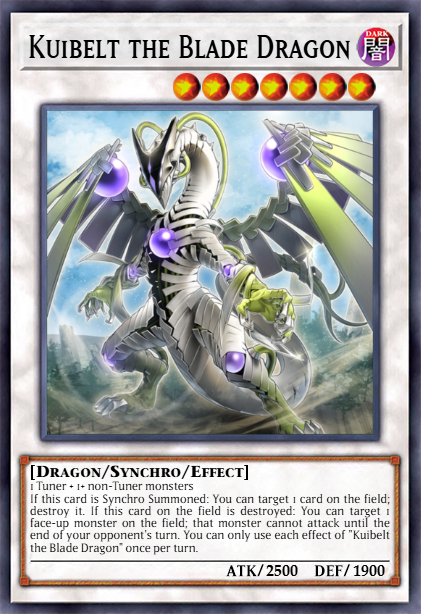 Kuibelt the Blade Dragon
DARK
闇
[Dragon/Synchro/Effect]
1 Tuner + 1+ non-Tuner monsters
If this card is Synchro Summoned: You can target 1 card on the field;
destroy it. If this card on the field is destroyed: You can target 1
face-up monster on the field; that monster cannot attack until the
end of your opponent's turn. You can only use each effect of "Kuibelt
the Blade Dragon" once per turn.
ATK/2500 DEF/1900